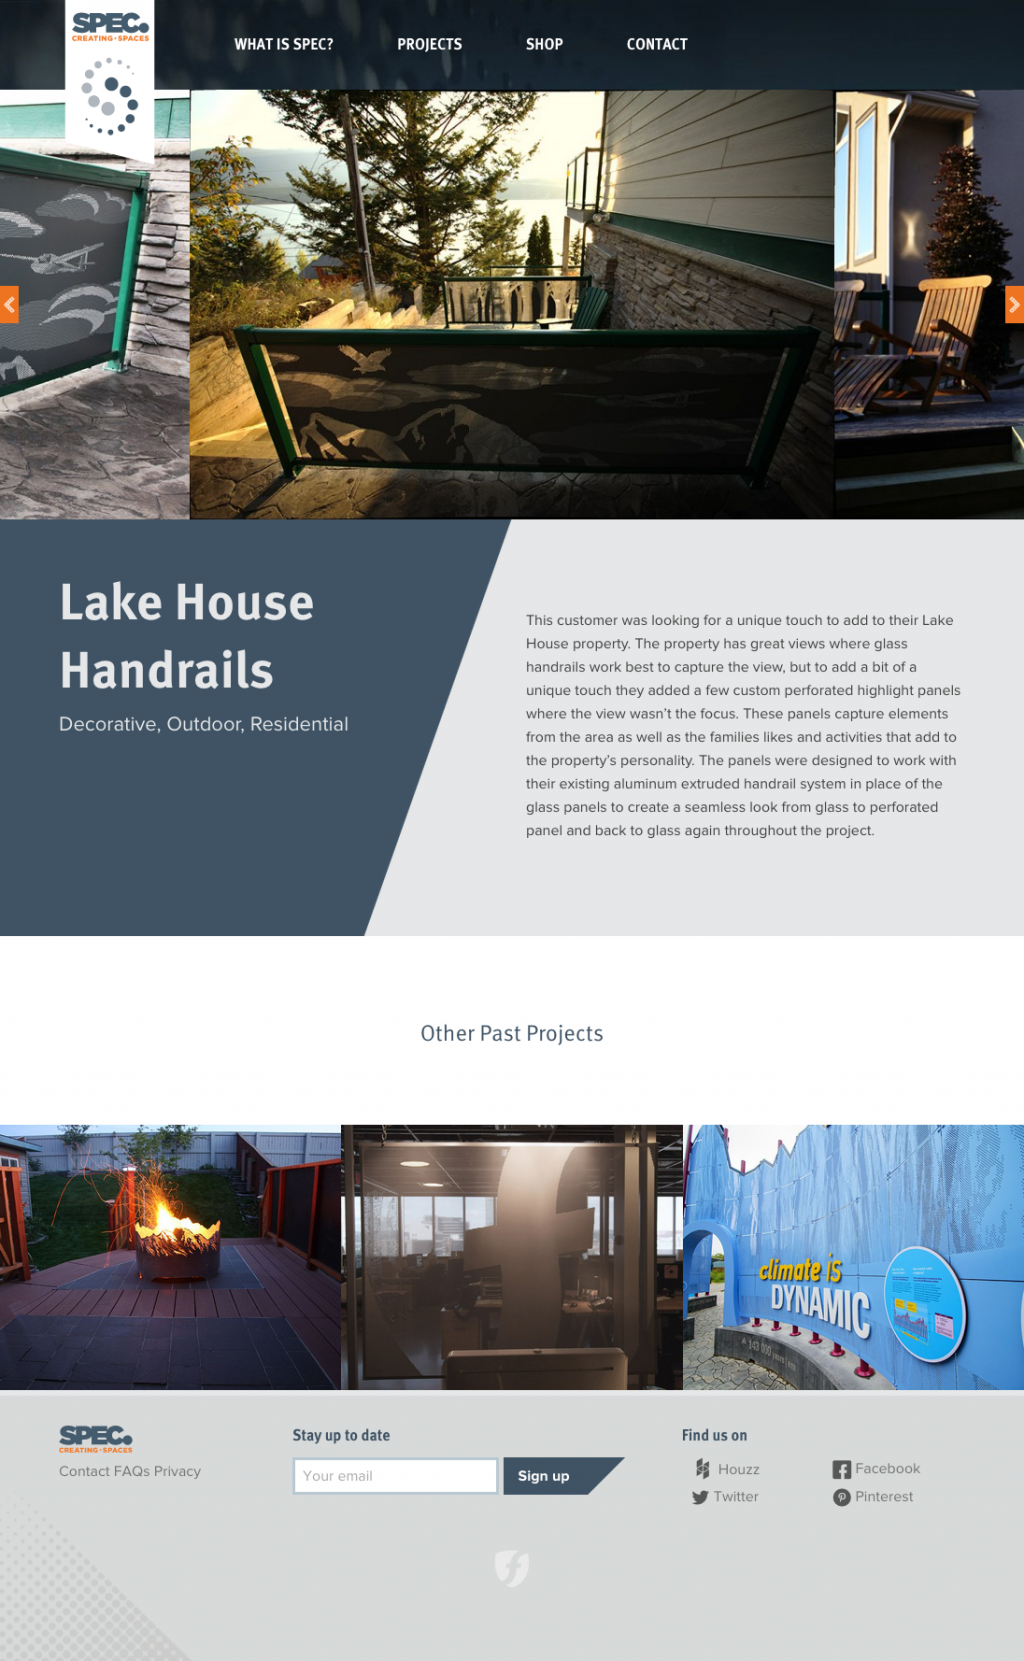 SPEC.
CREATING·SPACES
WHAT IS SPEC?
PROJECTS
SHOP
CONTACT
Lake House
Handrails
Decorative, Outdoor, Residential
This customer was looking for a unique touch to add to their Lake
House property. The property has great views where glass
handrails work best to capture the view, but to add a bit of a
unique touch they added a few custom perforated highlight panels
where the view wasn't the focus. These panels capture elements
from the area as well as the families likes and activities that add to
the property's personality. The panels were designed to work with
their existing aluminum extruded handrail system in place of the
glass panels to create a seamless look from glass to perforated
panel and back to glass again throughout the project.
Other Past Projects
climate is
DYNAMIC
143 000
SPEC.
CREATING·SPACES
Contact FAQs Privacy
Stay up to date
Your email
Sign up
Find us on
Houzz
Facebook
Twitter
Pinterest